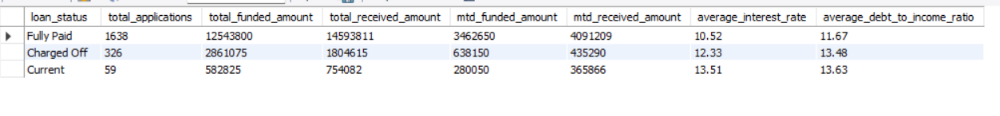 loan_status total_applications total_funded_amount total_received_amount mtd_funded_amount mtd_received_amount average_interest_rate average_debt_to_income_ratio
Fully Paid 1638 12543800 14593811 3462650 4091209 10.52 11.67
Charged Off 326 2861075 1804615 638150 435290 12.33 13.48
Current 59 582825 754082 280050 365866 13.51 13.63